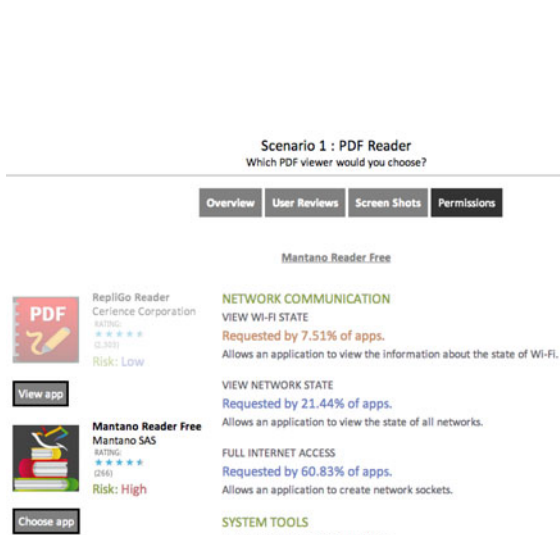 Scenario 1 : PDF Reader
Which PDF viewer would you choose?
Overview
User Reviews
Screen Shots
Permissions
Mantano Reader Free
PDF
RepliGo Reader
Cerience Corporation
RATING:
(2,303)
Risk: Low
View app
Mantano Reader Free
Mantano SAS
RATING:
(266)
Risk: High
Choose app
NETWORK COMMUNICATION
VIEW WI-FI STATE
Requested by 7.51% of apps.
Allows an application to view the information about the state of Wi-Fi.
VIEW NETWORK STATE
Requested by 21.44% of apps.
Allows an application to view the state of all networks.
FULL INTERNET ACCESS
Requested by 60.83% of apps.
Allows an application to create network sockets.
SYSTEM TOOLS